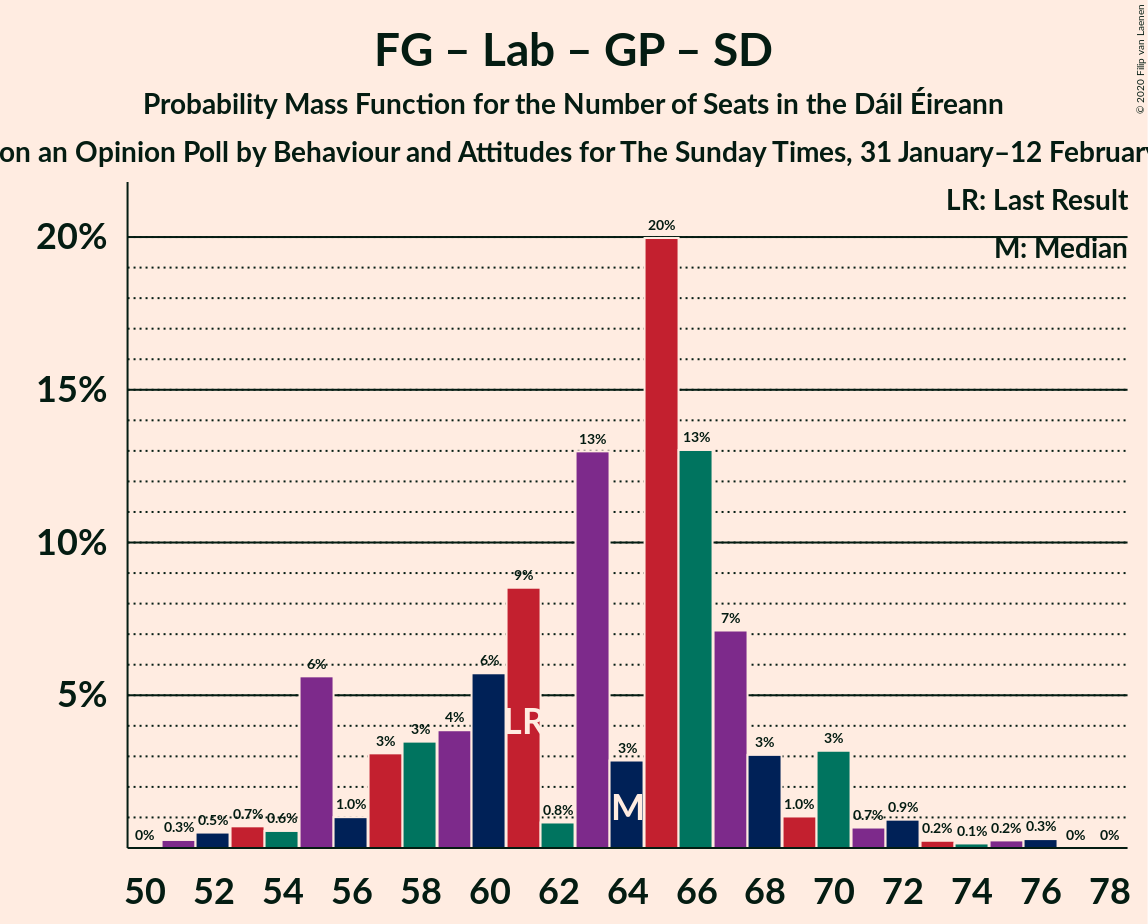 FG – Lab – GP – SD
Probability Mass Function for the Number of Seats in the Dáil Éireann
on an Opinion Poll by Behaviour and Attitudes for The Sunday Times, 31 January–12 February
© 2020 Filip van Laenen
LR: Last Result
M: Median
20%
15%
10%
5%
0% 0.3% 0.5% 0.7% 0.6% 6% 1.0% 3% 3% 4% 6% 9% 0.8% 13% 3% 20% 13% 7% 3% 1.0% 3% 0.7% 0.9% 0.2% 0.1% 0.2% 0.3% 0% 0%
LR
M
50 52 54 56 58 60 62 64 66 68 70 72 74 76 78